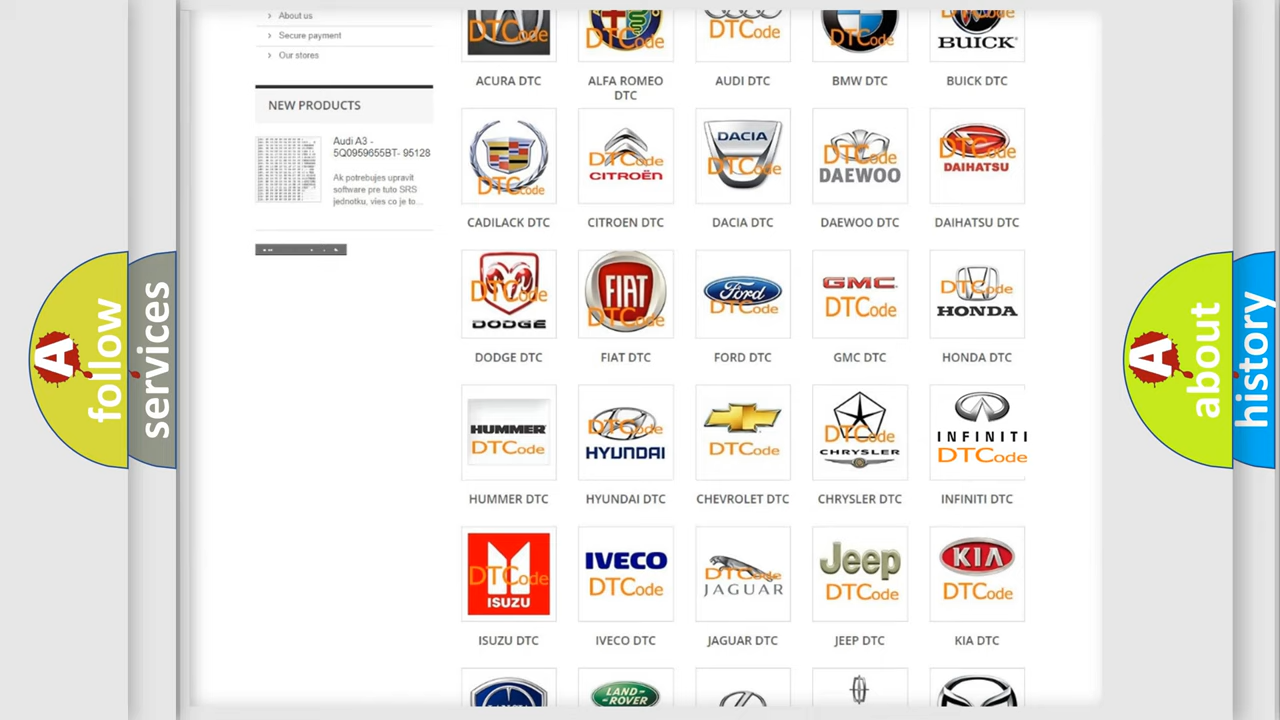 About us
Secure payment
Our stores
NEW PRODUCTS
Audi A3 -
5Q0959655BT- 95128
Ak potrebujes upravit
software pre tuto SRS
jednotku, vies co je to...
DTCode DTCode DTCode DTCode BUICK
ACURA DTC
ALFA ROMEO
DTC
AUDI DTC
BMW DTC
BUICK DTC
DTCode
DTCode
CITROËN
DACIA
DTCode
DTCode
DAEWOO
DTCode
DAIHATSU
CADILACK DTC
CITROEN DTC
DACIA DTC
DAEWOO DTC
DAIHATSU DTC
DTCode
DODGE
FIAT
DTCode
Ford
DTCode
GMC
DTCode
DTCode
HONDA
DODGE DTC
FIAT DTC
FORD DTC
GMC DTC
HONDA DTC
HUMMER
DTCode
DTCode
HYUNDAI
DTCode
DTCode
CHRYSLER
INFINITI
DTCode
HUMMER DTC
HYUNDAI DTC
CHEVROLET DTC
CHRYSLER DTC
INFINITI DTC
DTCode
ISUZU
IVECO
DTCode
DTCode
JAGUAR
Jeep
DTCode
KIA
DTCode
ISUZU DTC
IVECO DTC
JAGUAR DTC
JEEP DTC
KIA DTC
LAND-
ROVER
A follow
services
A about
history